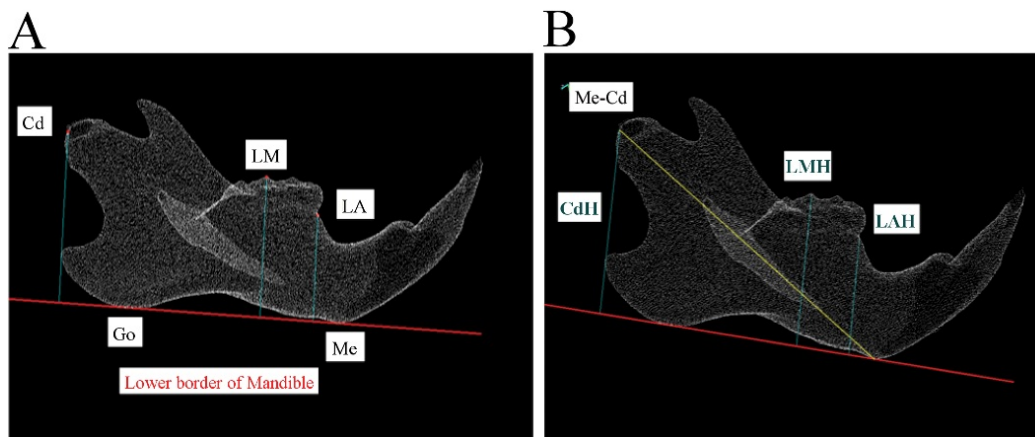 A
Cd
LM
LA
Go
Me
Lower border of Mandible
B
Me-Cd
LMH
CdH
LAH